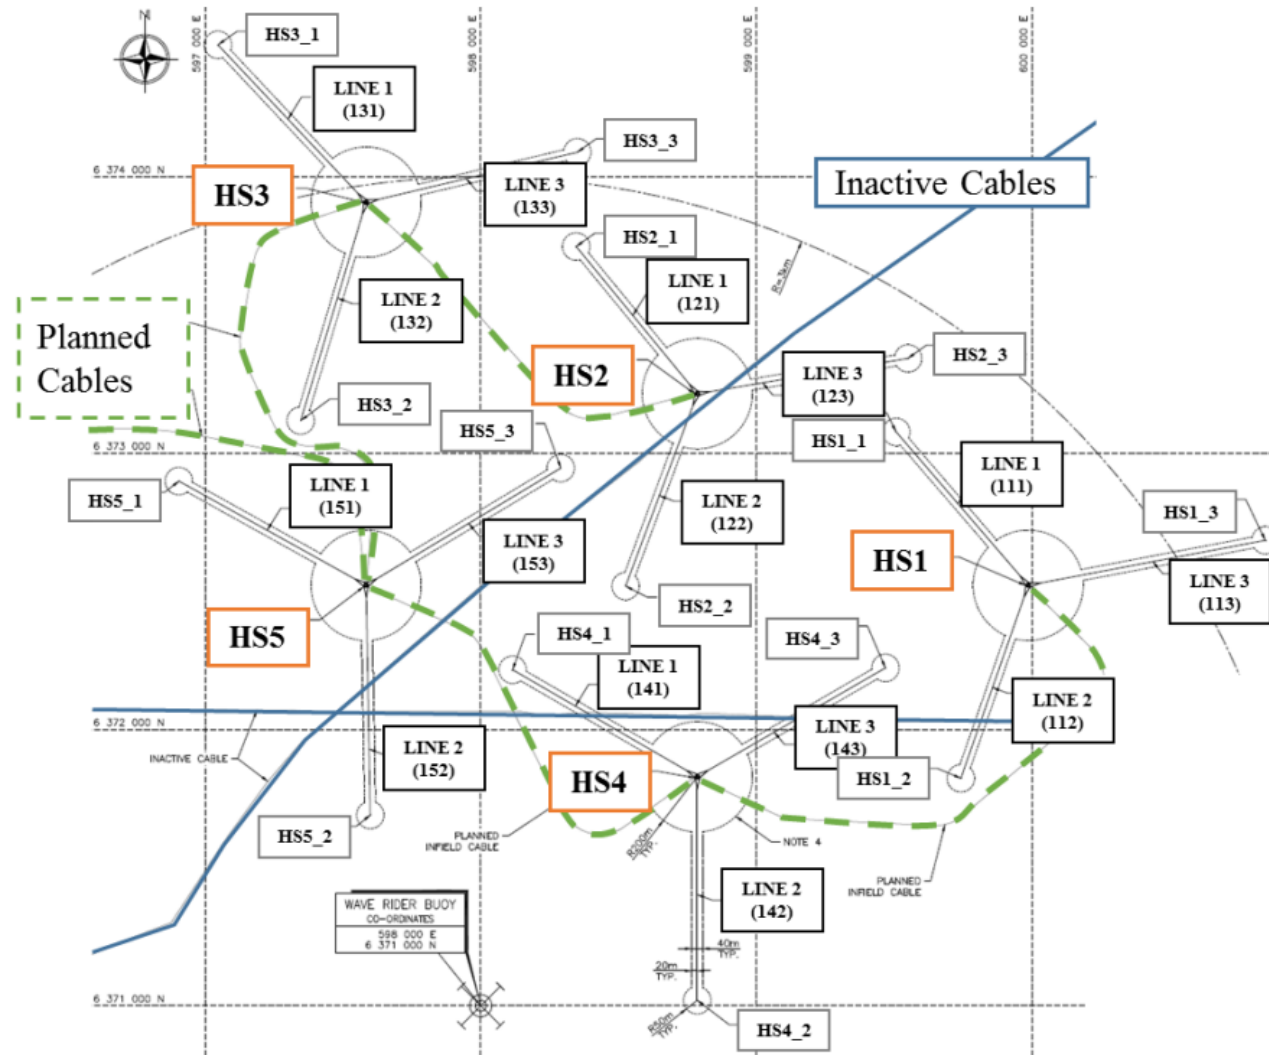 N
HS3_1
597 000 E
598 000 E
599 000 E
600 000 E
LINE 1
(131)
HS3_3
6 374 000 N
HS3
LINE 3
(133)
Inactive Cables
HS2_1
R=3km
LINE 1
(121)
LINE 2
(132)
Planned
Cables
HS2
HS2_3
LINE 3
(123)
HS3_2
HS5_3
HS1_1
6 373 000 N
LINE 1
(111)
LINE 1
(151)
HS5_1
LINE 2
(122)
HS1_3
LINE 3
(153)
HS1
LINE 3
(113)
HS2_2
HS5
HS4_1
HS4_3
LINE 1
(141)
6 372 000 N
LINE 2
(112)
INACTIVE CABLE
LINE 2
(152)
LINE 3
(143)
HS4
HS1_2
HS5_2
PLANNED
INFIELD CABLE
R200m
TYP.
NOTE 4
PLANNED
INFIELD CABLE
LINE 2
(142)
WAVE RIDER BUOY
CO-ORDINATES
598 000 E
6 371 000 N
40m
TYP.
20m
TYP.
6 371 000 N
R50m
TYP.
HS4_2